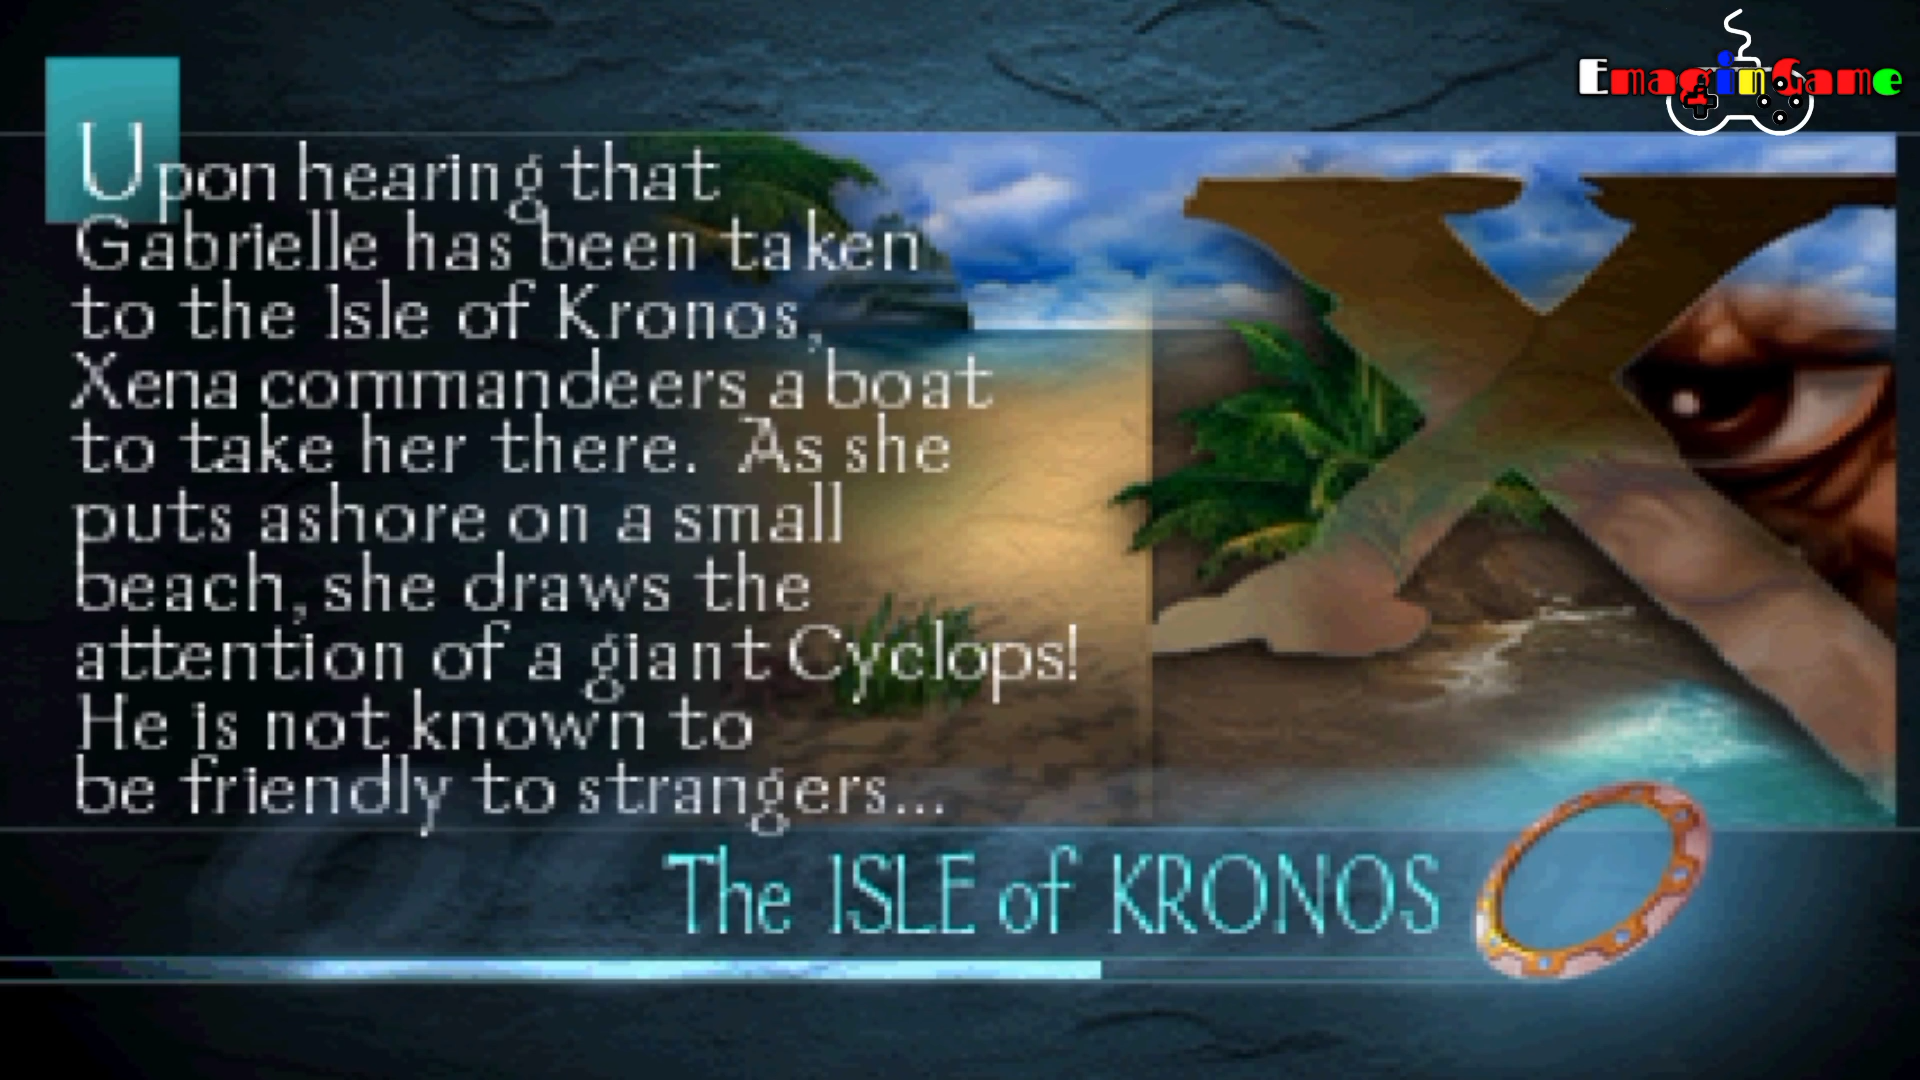 EmaginGame
Upon hearing that
Gabrielle has been taken
to the Isle of Kronos,
Xena commandeers a boat
to take her there. As she
puts ashore on a small
beach, she draws the
attention of a giant Cyclops!
He is not known to
be friendly to strangers...
X
The ISLE of KRONOS